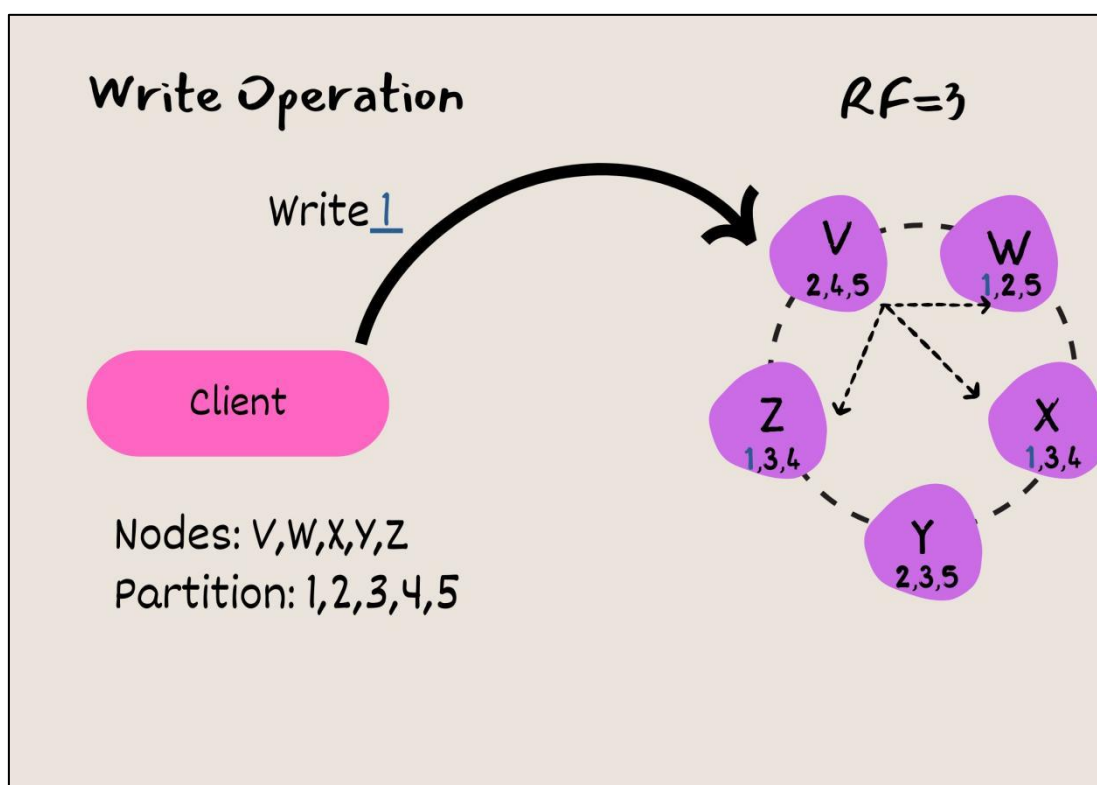 Write Operation
RF=3
Write 1
V
2,4,5
W
1,2,5
Client
Z
1,3,4
X
1,3,4
Y
2,3,5
Nodes: V,W,X,Y,Z
Partition: 1,2,3,4,5